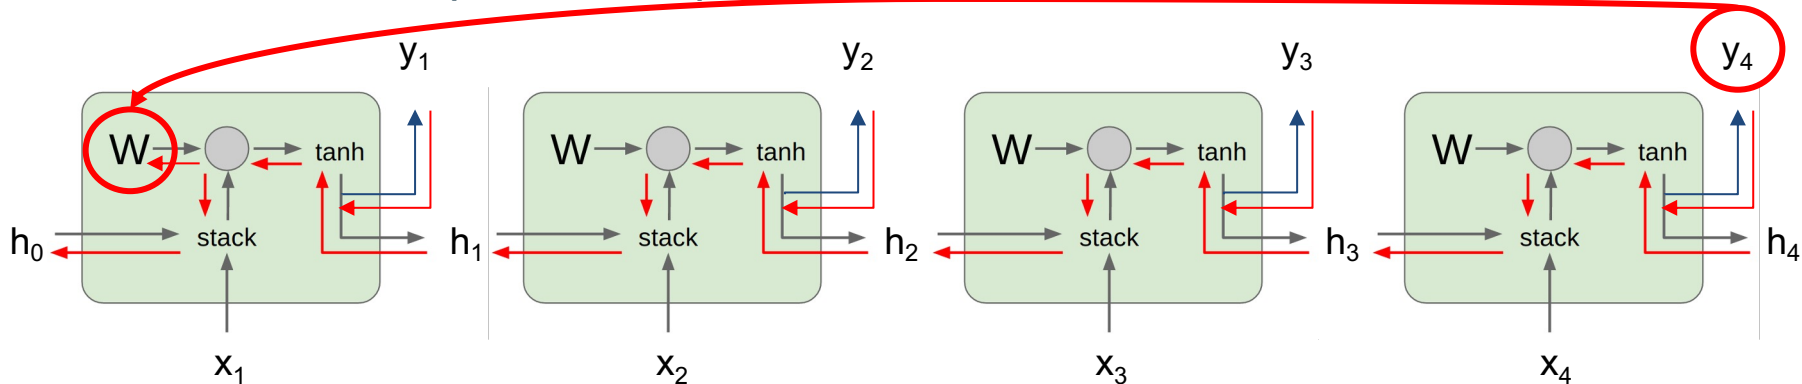 y1 y2 y3 y4
W tanh W tanh W tanh W tanh
h0 stack h1 stack h2 stack h3 stack h4
x1 x2 x3 x4